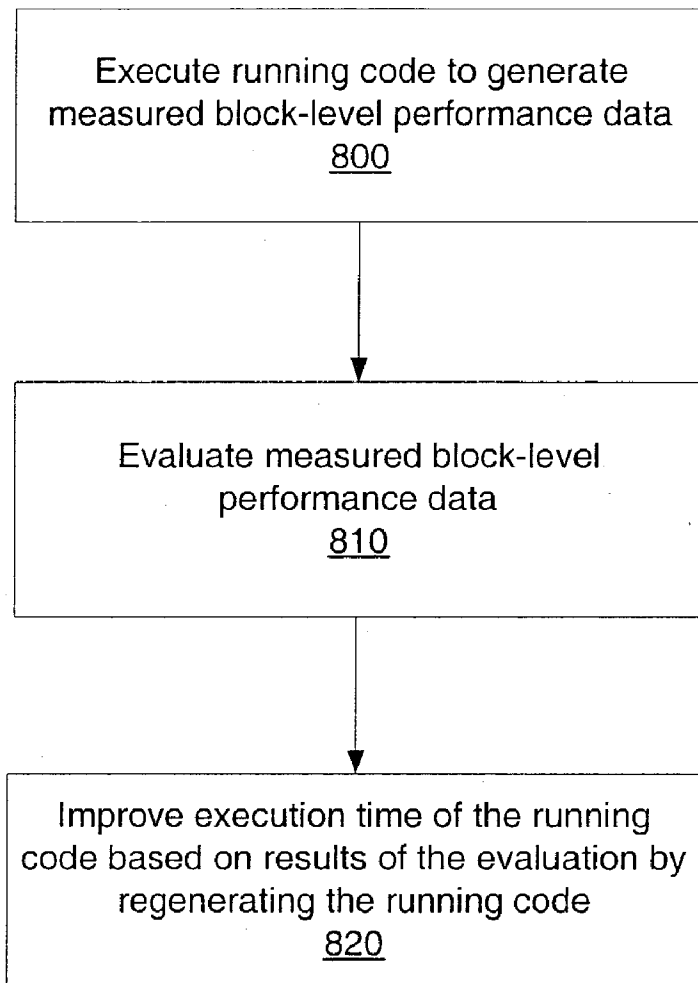 Execute running code to generate
measured block-level performance data
800
Evaluate measured block-level
performance data
810
Improve execution time of the running
code based on results of the evaluation by
regenerating the running code
820